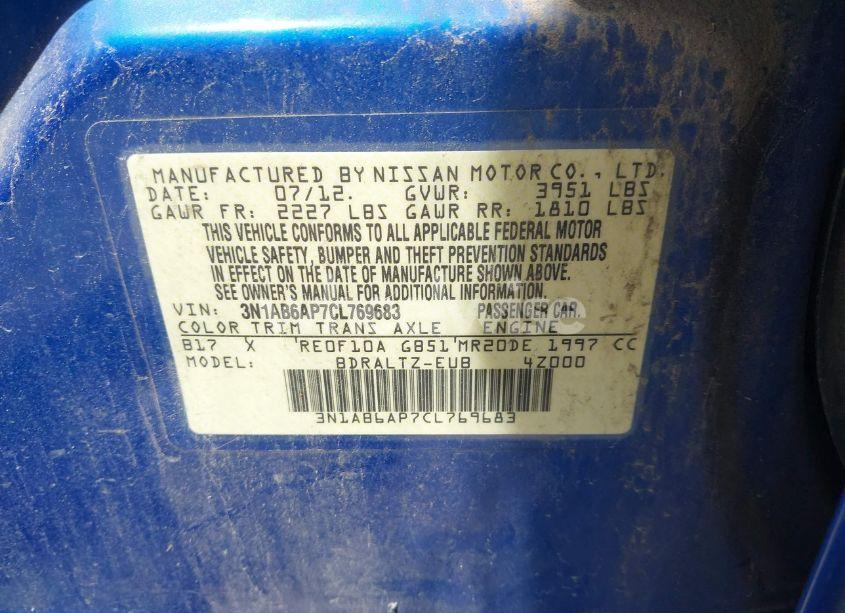 MANUFACTURED BY NISSAN MOTOR CO., LTD.
DATE: 07/12. GVWR: 3951 LBS
GAWR FR: 2227 LBS GAWR RR: 1810 LBS
THIS VEHICLE CONFORMS TO ALL APPLICABLE FEDERAL MOTOR
VEHICLE SAFETY, BUMPER AND THEFT PREVENTION STANDARDS
IN EFFECT ON THE DATE OF MANUFACTURE SHOWN ABOVE.
SEE OWNER'S MANUAL FOR ADDITIONAL INFORMATION.
VIN: 3N1AB6AP7CL769683 PASSENGER CAR.
COLOR TRIM TRANS AXLE ENGINE
B17 X 'RE0F10A GB51'MR20DE 1997 CC
MODEL: BDRALTZ-EUB 4Z000
3N1AB6AP7CL769683